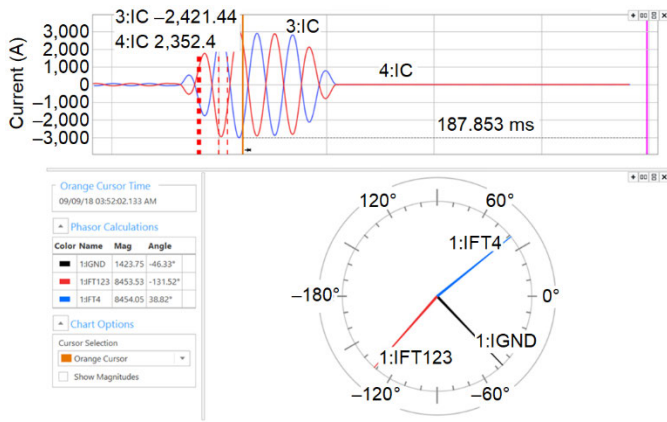 3:IC –2,421.44
4:IC 2,352.4
3:IC
4:IC
187.853 ms
Current (A)
3,000
2,000
1,000
0
–1,000
–2,000
–3,000
Orange Cursor Time
09/09/18 03:52:02.133 AM
Phasor Calculations
Color Name Mag Angle
1:IGND 1423.75 -46.33°
1:IFT123 8453.53 -131.52°
1:IFT4 8454.05 38.82°
Chart Options
Cursor Selection
Orange Cursor
Show Magnitudes
120°
60°
1:IFT4
–180°
0°
1:IGND
1:IFT123
–120°
–60°